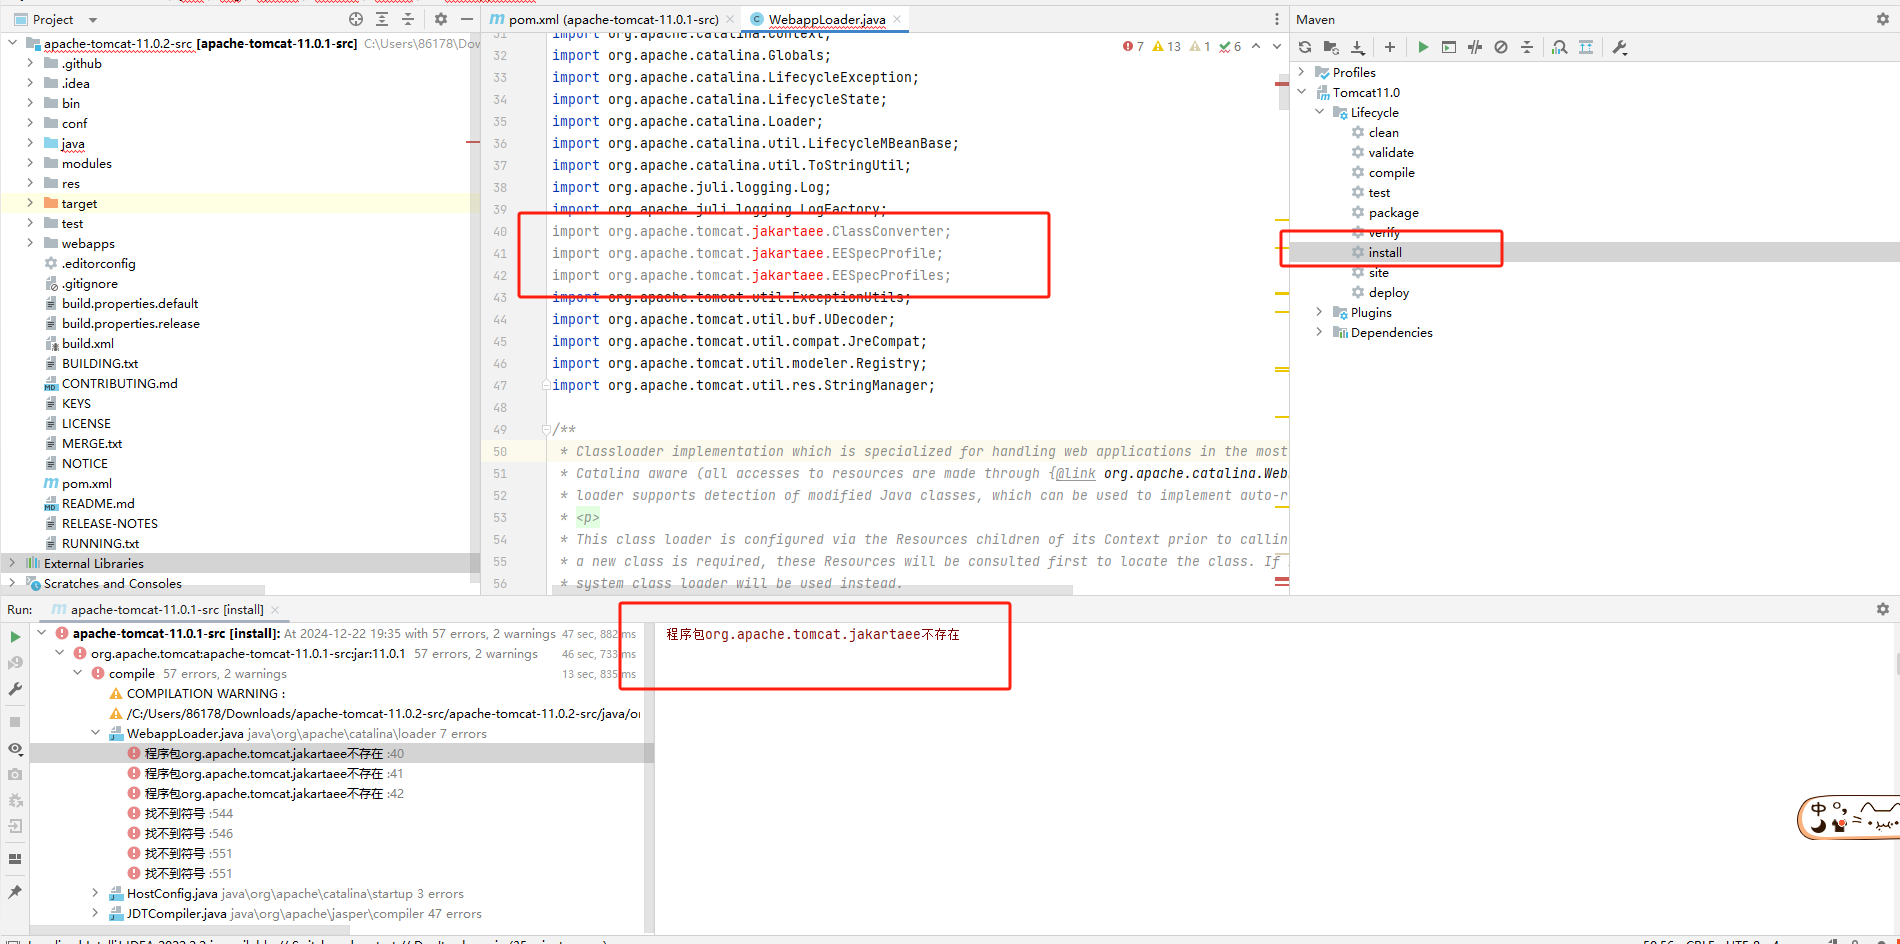 Project
pom.xml (apache-tomcat-11.0.1-src)
WebappLoader.java
Maven
apache-tomcat-11.0.2-src [apache-tomcat-11.0.1-src] C:\Users\86178\Dow
.github
.idea
bin
conf
java
modules
res
target
test
webapps
.editorconfig
.gitignore
build.properties.default
build.properties.release
build.xml
BUILDING.txt
CONTRIBUTING.md
KEYS
LICENSE
MERGE.txt
NOTICE
pom.xml
README.md
RELEASE-NOTES
RUNNING.txt
External Libraries
Scratches and Consoles
7 13 1 6
31 import org.apache.catalina.Context;
32 import org.apache.catalina.Globals;
33 import org.apache.catalina.LifecycleException;
34 import org.apache.catalina.LifecycleState;
35 import org.apache.catalina.Loader;
36 import org.apache.catalina.util.LifecycleMBeanBase;
37 import org.apache.catalina.util.ToStringUtil;
38 import org.apache.juli.logging.Log;
39 import org.apache.juli.logging.LogFactory;
40 import org.apache.tomcat.jakartaee.ClassConverter;
41 import org.apache.tomcat.jakartaee.EESpecProfile;
42 import org.apache.tomcat.jakartaee.EESpecProfiles;
43 import org.apache.tomcat.util.ExceptionUtils;
44 import org.apache.tomcat.util.buf.UDecoder;
45 import org.apache.tomcat.util.compat.JreCompat;
46 import org.apache.tomcat.util.modeler.Registry;
47 import org.apache.tomcat.util.res.StringManager;
48
49 /**
50 * Classloader implementation which is specialized for handling web applications in the most
51 * Catalina aware (all accesses to resources are made through {@link org.apache.catalina.Web
52 * loader supports detection of modified Java classes, which can be used to implement auto-r
53 * <p>
54 * This class loader is configured via the Resources children of its Context prior to callin
55 * a new class is required, these Resources will be consulted first to locate the class. If
56 * system class loader will be used instead.
Profiles
Tomcat11.0
Lifecycle
clean
validate
compile
test
package
verify
install
site
deploy
Plugins
Dependencies
Run: apache-tomcat-11.0.1-src [install]
apache-tomcat-11.0.1-src [install]: At 2024-12-22 19:35 with 57 errors, 2 warnings 47 sec, 882 ms
org.apache.tomcat:apache-tomcat-11.0.1-src:jar:11.0.1 57 errors, 2 warnings 46 sec, 733 ms
compile 57 errors, 2 warnings 13 sec, 835 ms
COMPILATION WARNING :
/C:/Users/86178/Downloads/apache-tomcat-11.0.2-src/apache-tomcat-11.0.2-src/java/or
WebappLoader.java java\org\apache\catalina\loader 7 errors
程序包org.apache.tomcat.jakartaee不存在 :40
程序包org.apache.tomcat.jakartaee不存在 :41
程序包org.apache.tomcat.jakartaee不存在 :42
找不到符号 :544
找不到符号 :546
找不到符号 :551
找不到符号 :551
HostConfig.java java\org\apache\catalina\startup 3 errors
JDTCompiler.java java\org\apache\jasper\compiler 47 errors
程序包org.apache.tomcat.jakartaee不存在
中